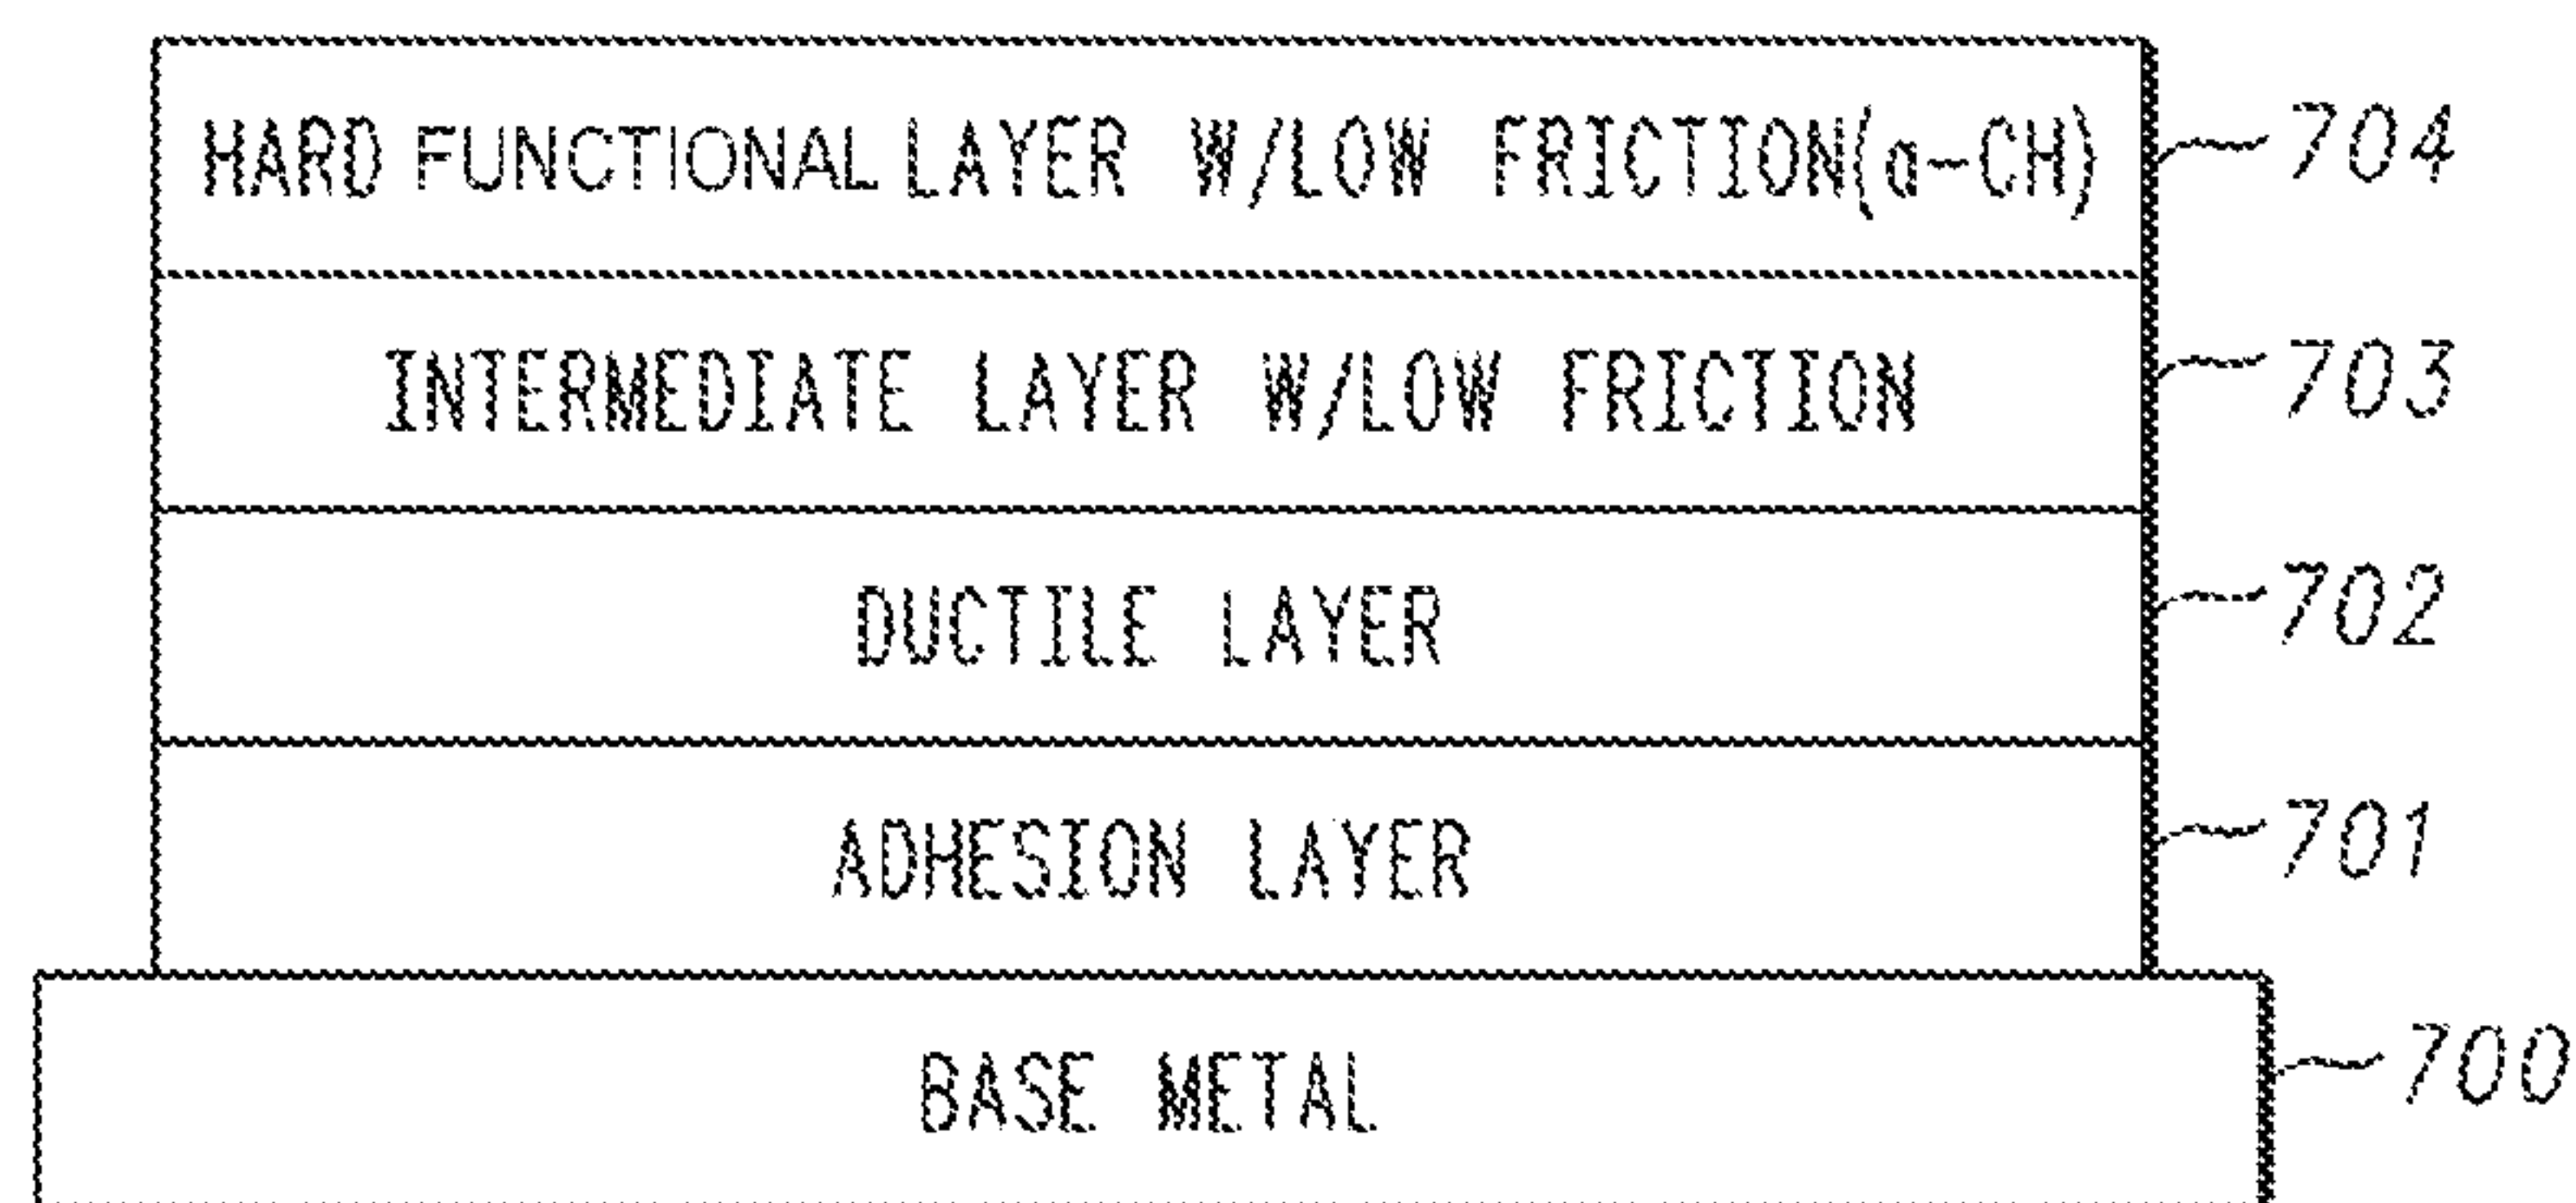 HARD FUNCTIONAL LAYER W/LOW FRICTION(a-CH) 704
INTERMEDIATE LAYER W/LOW FRICTION 703
DUCTILE LAYER 702
ADHESION LAYER 701
BASE METAL 700